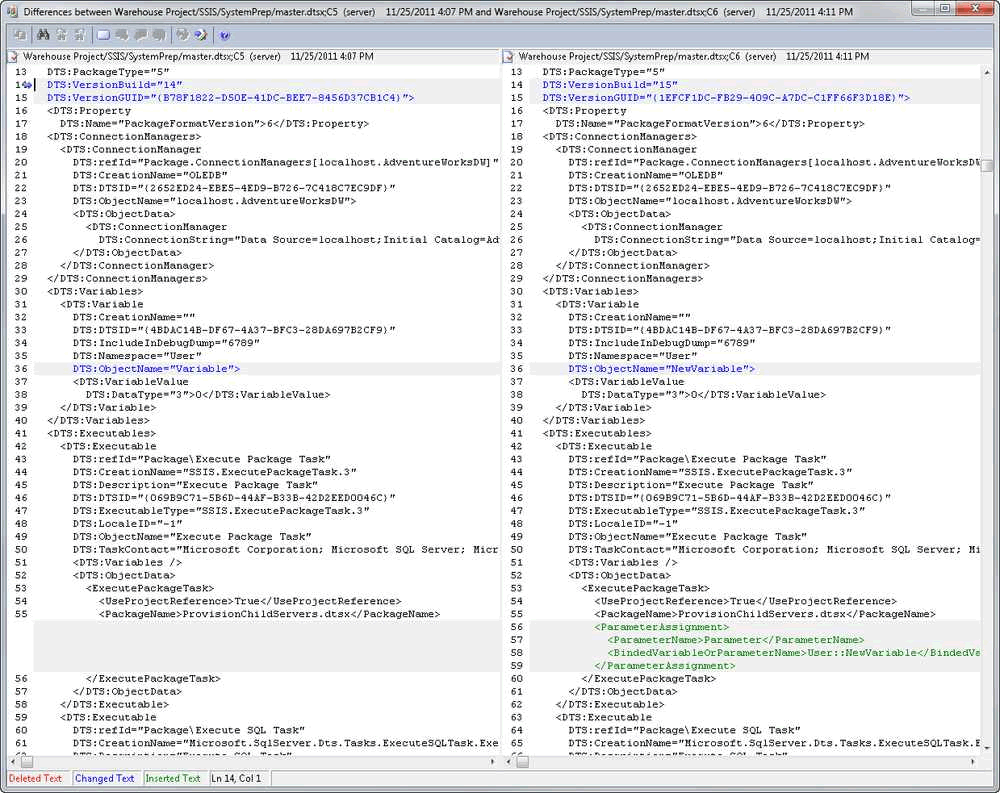 Differences between Warehouse Project/SSIS/SystemPrep/master.dtsx;C5 (server) 11/25/2011 4:07 PM and Warehouse Project/SSIS/SystemPrep/master.dtsx;C6 (server) 11/25/2011 4:11 PM
Warehouse Project/SSIS/SystemPrep/master.dtsx;C5 (server) 11/25/2011 4:07 PM
13 DTS:PackageType="5"
14 DTS:VersionBuild="14"
15 DTS:VersionGUID="{B78F1822-D50E-41DC-BEE7-8456D37CB1C4}">
16 <DTS:Property
17 DTS:Name="PackageFormatVersion">6</DTS:Property>
18 <DTS:ConnectionManagers>
19 <DTS:ConnectionManager
20 DTS:refId="Package.ConnectionManagers[localhost.AdventureWorksDW]"
21 DTS:CreationName="OLEDB"
22 DTS:DTSID="{2652ED24-EBE5-4ED9-B726-7C418C7EC9DF}"
23 DTS:ObjectName="localhost.AdventureWorksDW">
24 <DTS:ObjectData>
25 <DTS:ConnectionManager
26 DTS:ConnectionString="Data Source=localhost;Initial Catalog=Ad
27 </DTS:ObjectData>
28 </DTS:ConnectionManager>
29 </DTS:ConnectionManagers>
30 <DTS:Variables>
31 <DTS:Variable
32 DTS:CreationName=""
33 DTS:DTSID="{4BDAC14B-DF67-4A37-BFC3-28DA697B2CF9}"
34 DTS:IncludeInDebugDump="6789"
35 DTS:Namespace="User"
36 DTS:ObjectName="Variable">
37 <DTS:VariableValue
38 DTS:DataType="3">0</DTS:VariableValue>
39 </DTS:Variable>
40 </DTS:Variables>
41 <DTS:Executables>
42 <DTS:Executable
43 DTS:refId="Package\Execute Package Task"
44 DTS:CreationName="SSIS.ExecutePackageTask.3"
45 DTS:Description="Execute Package Task"
46 DTS:DTSID="{069B9C71-5B6D-44AF-B33B-42D2EED0046C}"
47 DTS:ExecutableType="SSIS.ExecutePackageTask.3"
48 DTS:LocaleID="-1"
49 DTS:ObjectName="Execute Package Task"
50 DTS:TaskContact="Microsoft Corporation; Microsoft SQL Server; Micr
51 <DTS:Variables />
52 <DTS:ObjectData>
53 <ExecutePackageTask>
54 <UseProjectReference>True</UseProjectReference>
55 <PackageName>ProvisionChildServers.dtsx</PackageName>
56 </ExecutePackageTask>
57 </DTS:ObjectData>
58 </DTS:Executable>
59 <DTS:Executable
60 DTS:refId="Package\Execute SQL Task"
61 DTS:CreationName="Microsoft.SqlServer.Dts.Tasks.ExecuteSQLTask.Exe
Warehouse Project/SSIS/SystemPrep/master.dtsx;C6 (server) 11/25/2011 4:11 PM
13 DTS:PackageType="5"
14 DTS:VersionBuild="15"
15 DTS:VersionGUID="{1EFCF1DC-FB29-409C-A7DC-C1FF66F3D18E}">
16 <DTS:Property
17 DTS:Name="PackageFormatVersion">6</DTS:Property>
18 <DTS:ConnectionManagers>
19 <DTS:ConnectionManager
20 DTS:refId="Package.ConnectionManagers[localhost.AdventureWorksDW
21 DTS:CreationName="OLEDB"
22 DTS:DTSID="{2652ED24-EBE5-4ED9-B726-7C418C7EC9DF}"
23 DTS:ObjectName="localhost.AdventureWorksDW">
24 <DTS:ObjectData>
25 <DTS:ConnectionManager
26 DTS:ConnectionString="Data Source=localhost;Initial Catalog=
27 </DTS:ObjectData>
28 </DTS:ConnectionManager>
29 </DTS:ConnectionManagers>
30 <DTS:Variables>
31 <DTS:Variable
32 DTS:CreationName=""
33 DTS:DTSID="{4BDAC14B-DF67-4A37-BFC3-28DA697B2CF9}"
34 DTS:IncludeInDebugDump="6789"
35 DTS:Namespace="User"
36 DTS:ObjectName="NewVariable">
37 <DTS:VariableValue
38 DTS:DataType="3">0</DTS:VariableValue>
39 </DTS:Variable>
40 </DTS:Variables>
41 <DTS:Executables>
42 <DTS:Executable
43 DTS:refId="Package\Execute Package Task"
44 DTS:CreationName="SSIS.ExecutePackageTask.3"
45 DTS:Description="Execute Package Task"
46 DTS:DTSID="{069B9C71-5B6D-44AF-B33B-42D2EED0046C}"
47 DTS:ExecutableType="SSIS.ExecutePackageTask.3"
48 DTS:LocaleID="-1"
49 DTS:ObjectName="Execute Package Task"
50 DTS:TaskContact="Microsoft Corporation; Microsoft SQL Server; Mi
51 <DTS:Variables />
52 <DTS:ObjectData>
53 <ExecutePackageTask>
54 <UseProjectReference>True</UseProjectReference>
55 <PackageName>ProvisionChildServers.dtsx</PackageName>
56 <ParameterAssignment>
57 <ParameterName>Parameter</ParameterName>
58 <BindedVariableOrParameterName>User::NewVariable</BindedVa
59 </ParameterAssignment>
60 </ExecutePackageTask>
61 </DTS:ObjectData>
62 </DTS:Executable>
63 <DTS:Executable
64 DTS:refId="Package\Execute SQL Task"
65 DTS:CreationName="Microsoft.SqlServer.Dts.Tasks.ExecuteSQLTask.E
Deleted Text Changed Text Inserted Text Ln 14, Col 1